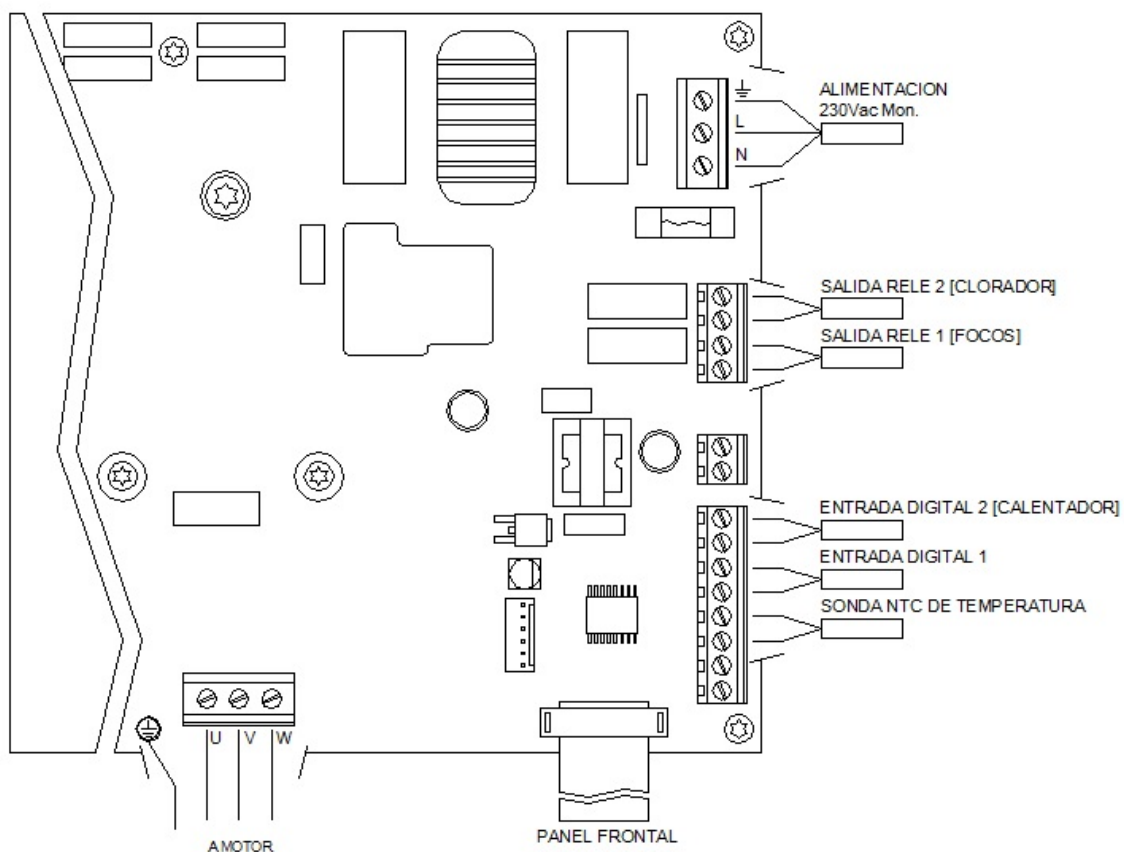 ALIMENTACION
230Vac Mon.
L
N
SALIDA RELE 2 [CLORADOR]
SALIDA RELE 1 [FOCOS]
ENTRADA DIGITAL 2 [CALENTADOR]
ENTRADA DIGITAL 1
SONDA NTC DE TEMPERATURA
U V W
A MOTOR
PANEL FRONTAL